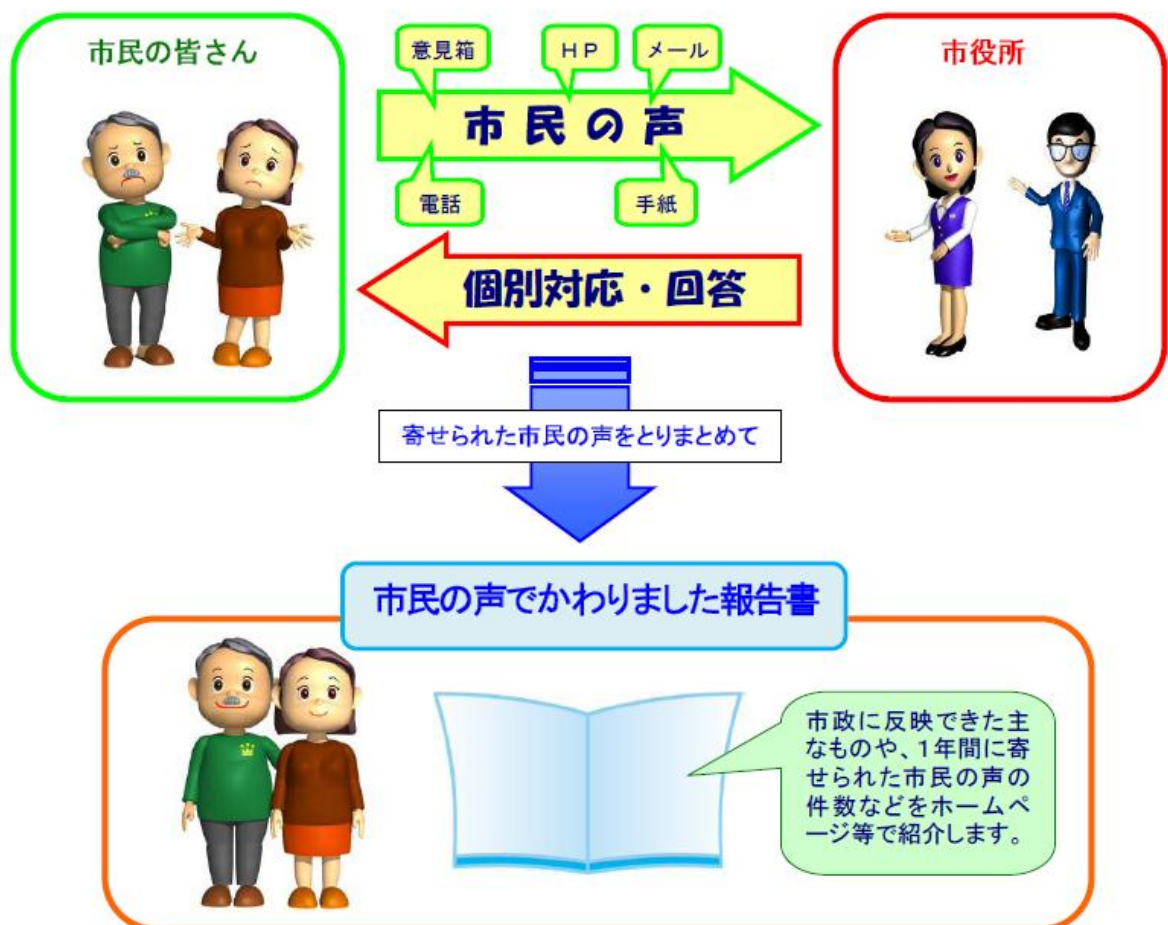 市民の皆さん
意見箱
ＨＰ
メール
市民の声
電話
手紙
市役所
個別対応・回答
寄せられた市民の声をとりまとめて
市民の声でかわりました報告書
市政に反映できた主
なものや、１年間に寄
せられた市民の声の
件数などをホームペ
ージ等で紹介します。